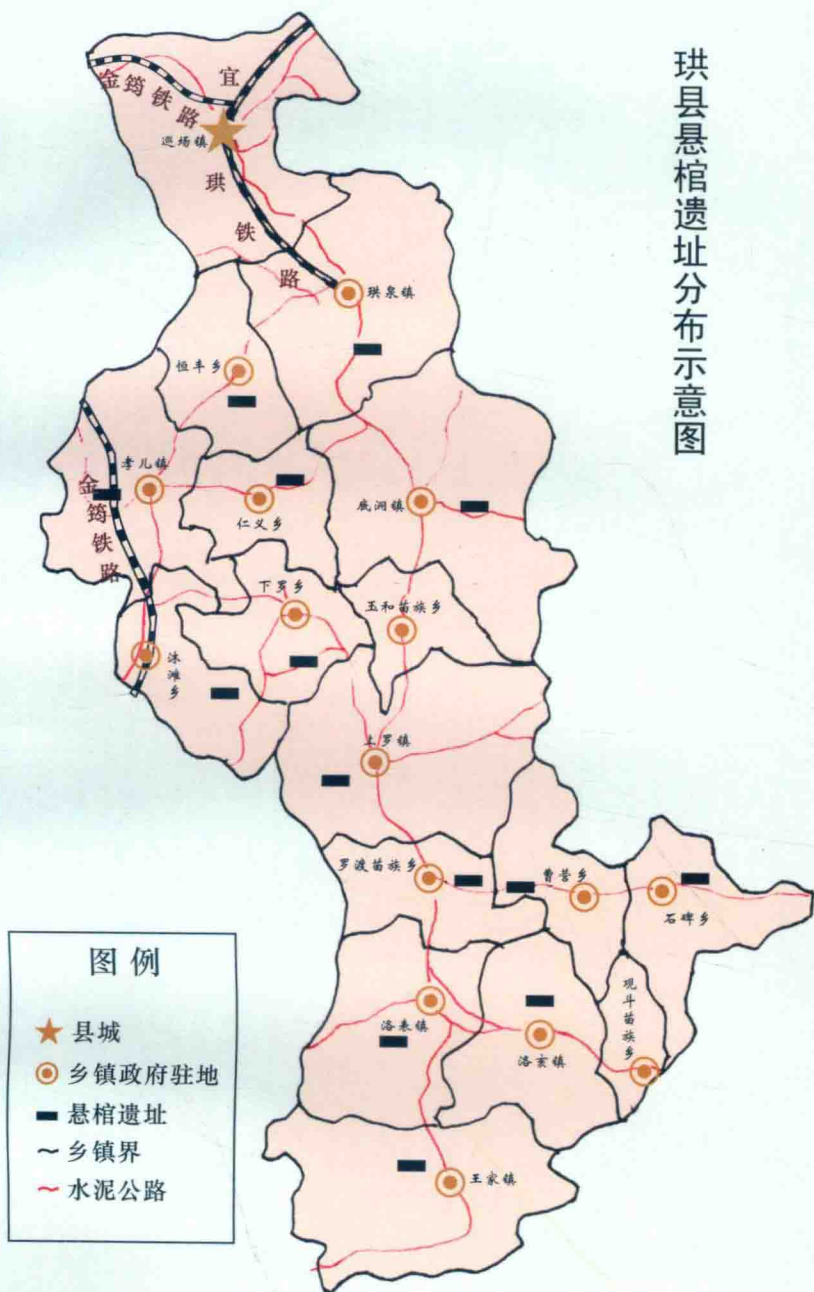 珙县悬棺遗址分布示意图
宜
金筠铁路
巡场镇
珙
铁
路
珙泉镇
恒丰乡
孝儿镇
金筠铁路
仁义乡
底洞镇
下罗乡
玉和苗族乡
沐滩乡
上罗镇
罗渡苗族乡
曹营乡
石碑乡
观斗苗族乡
洛表镇
洛亥镇
王家镇
图例
县城
乡镇政府驻地
悬棺遗址
乡镇界
水泥公路